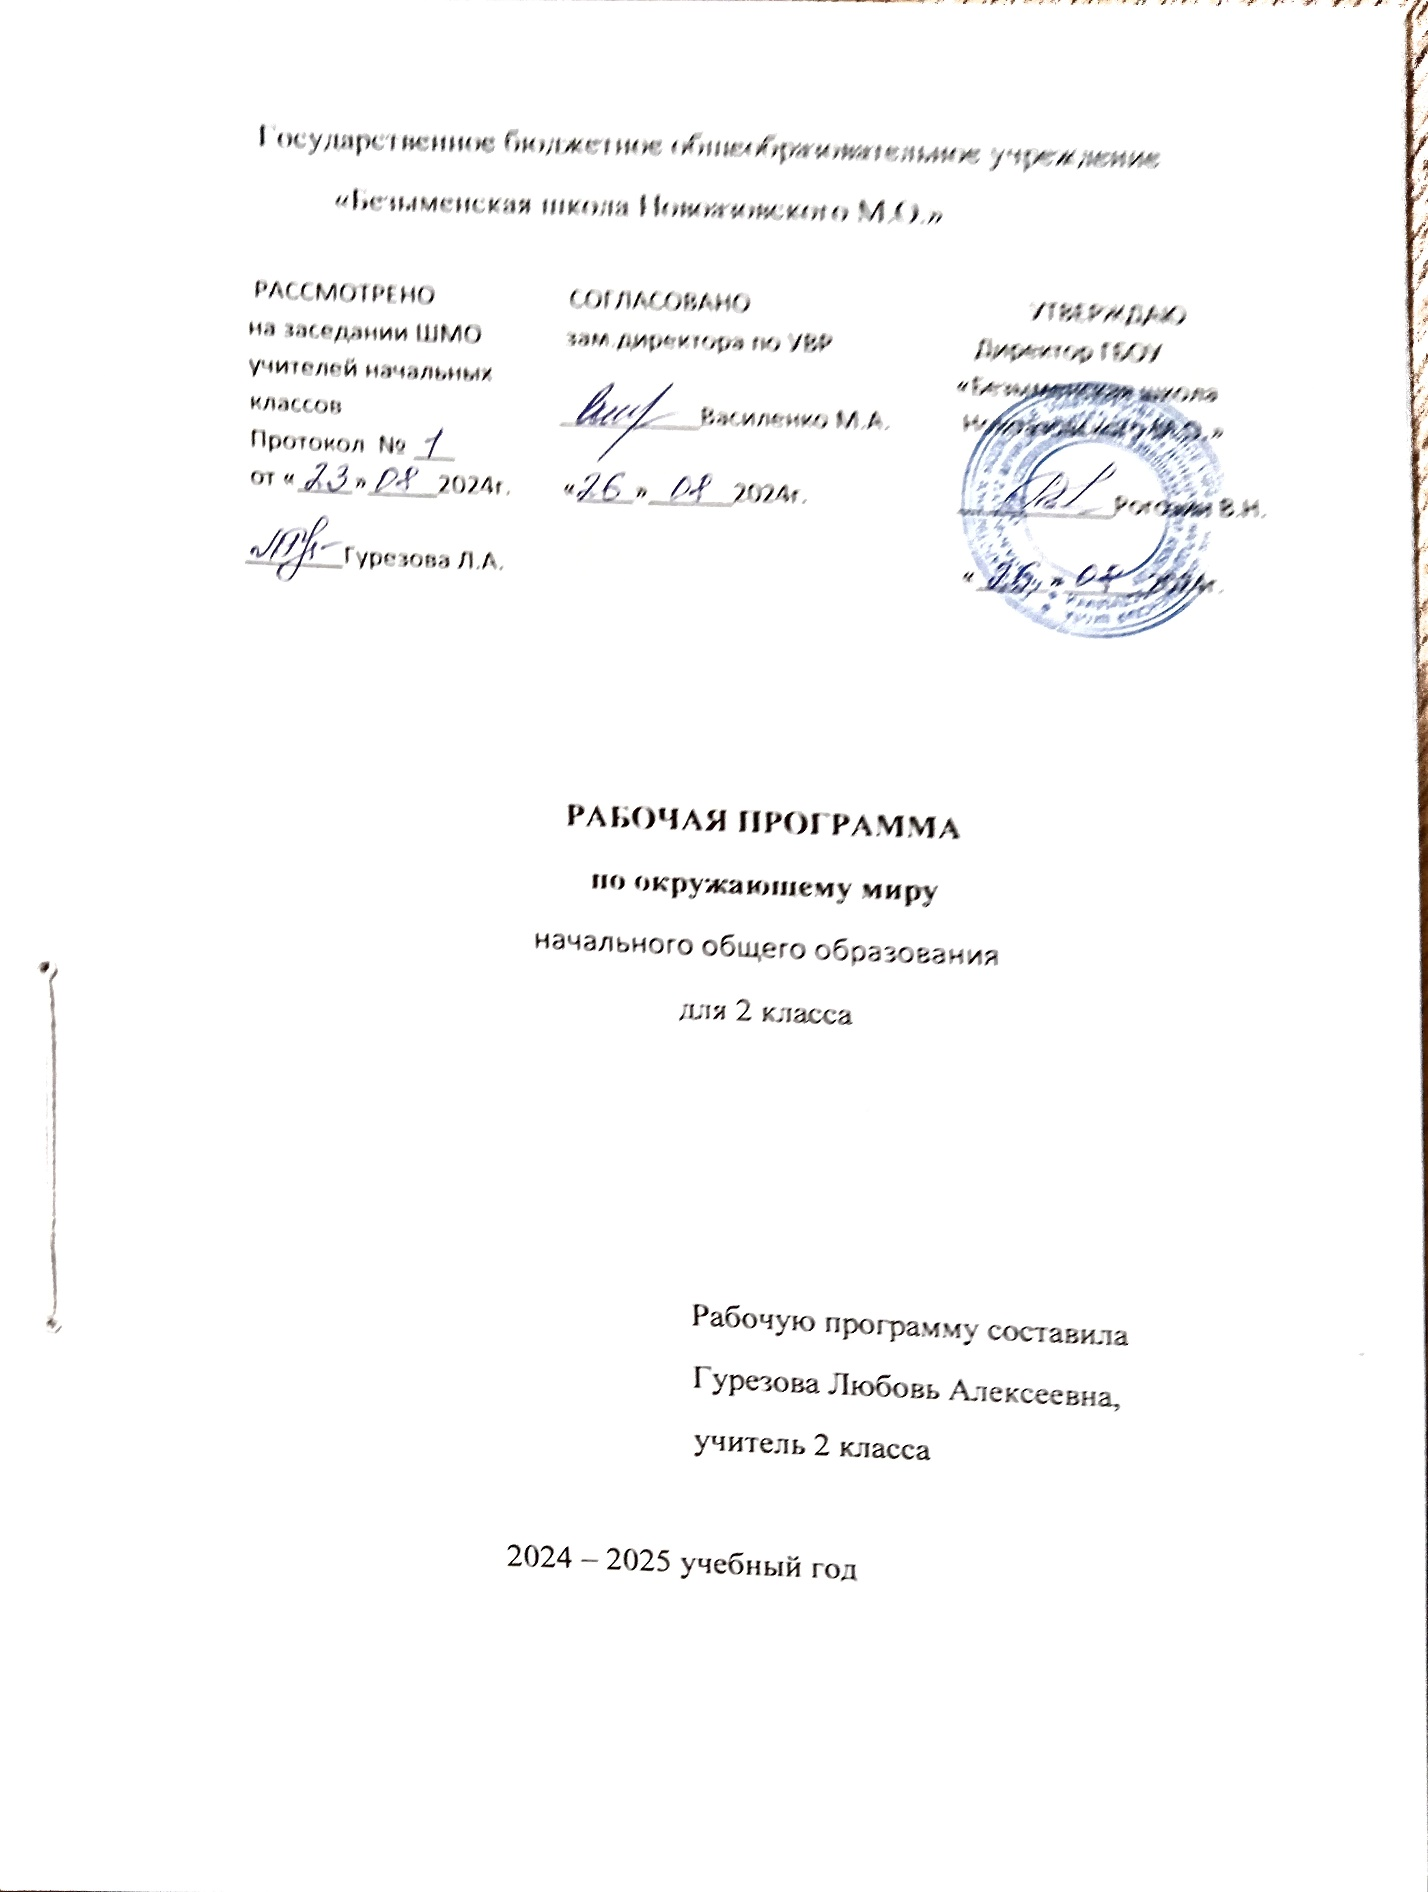 Государственное бюджетное общеобразовательное учреждение
«Безыменская школа Новоазовского М.О.»
РАССМОТРЕНО
на заседании ШМО
учителей начальных
классов
Протокол № 1
от «23» 08 2024г.
Гурезова Л.А.
СОГЛАСОВАНО
зам.директора по УВР
Василенко М.А.
«26» 08 2024г.
УТВЕРЖДАЮ
Директор ГБОУ
«Безыменская школа
Новоазовского М.О.»
В.Н.
«26» 08
РАБОЧАЯ ПРОГРАММА
по окружающему миру
начального общего образования
для 2 класса
Рабочую программу составила
Гурезова Любовь Алексеевна,
учитель 2 класса
2024 – 2025 учебный год